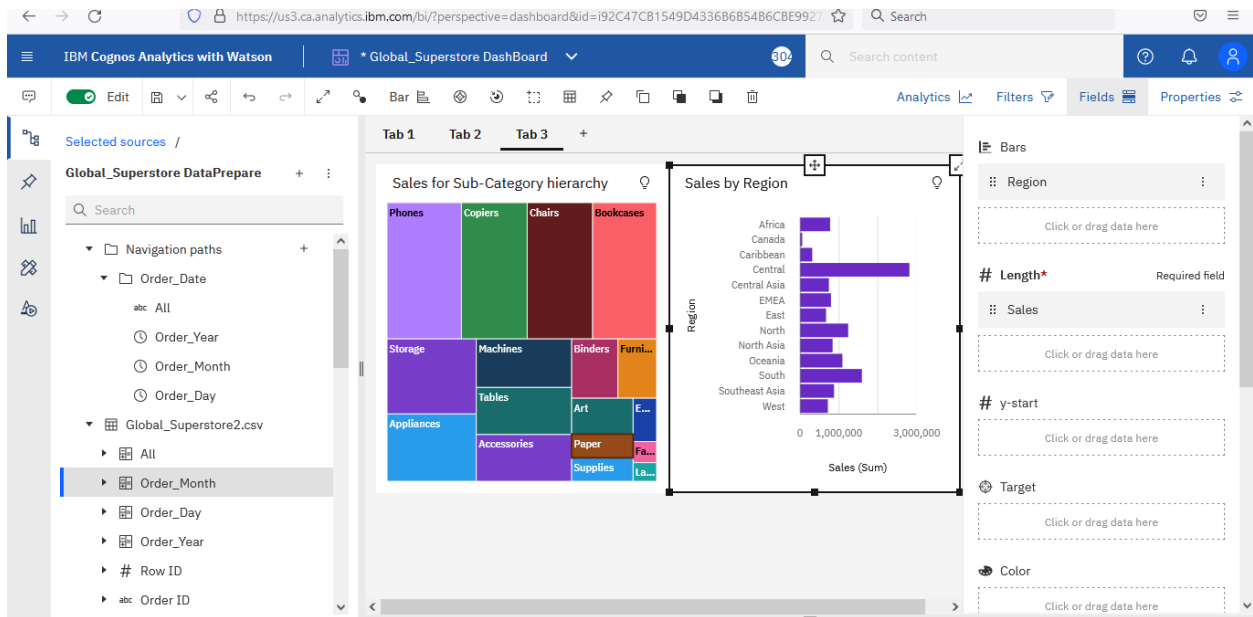 https://us3.ca.analytics.ibm.com/bi/?perspective=dashboard&id=i92C47CB1549D4336B6B54B6CBE9927
Search
IBM Cognos Analytics with Watson
* Global_Superstore DashBoard
304
Search content
Edit
Bar
Analytics
Filters
Fields
Properties
Selected sources /
Global_Superstore DataPrepare
Search
Navigation paths
Order_Date
abc All
Order_Year
Order_Month
Order_Day
Global_Superstore2.csv
All
Order_Month
Order_Day
Order_Year
# Row ID
abc Order ID
Tab 1
Tab 2
Tab 3
+
Sales for Sub-Category hierarchy
Phones
Copiers
Chairs
Bookcases
Storage
Machines
Binders
Furni...
Tables
Art
E...
Appliances
Accessories
Paper
Fa...
Supplies
La...
Sales by Region
Region
Africa
Canada
Caribbean
Central
Central Asia
EMEA
East
North
North Asia
Oceania
South
Southeast Asia
West
0 1,000,000 3,000,000
Sales (Sum)
Bars
Region
Click or drag data here
# Length* Required field
Sales
Click or drag data here
# y-start
Click or drag data here
Target
Click or drag data here
Color
Click or drag data here